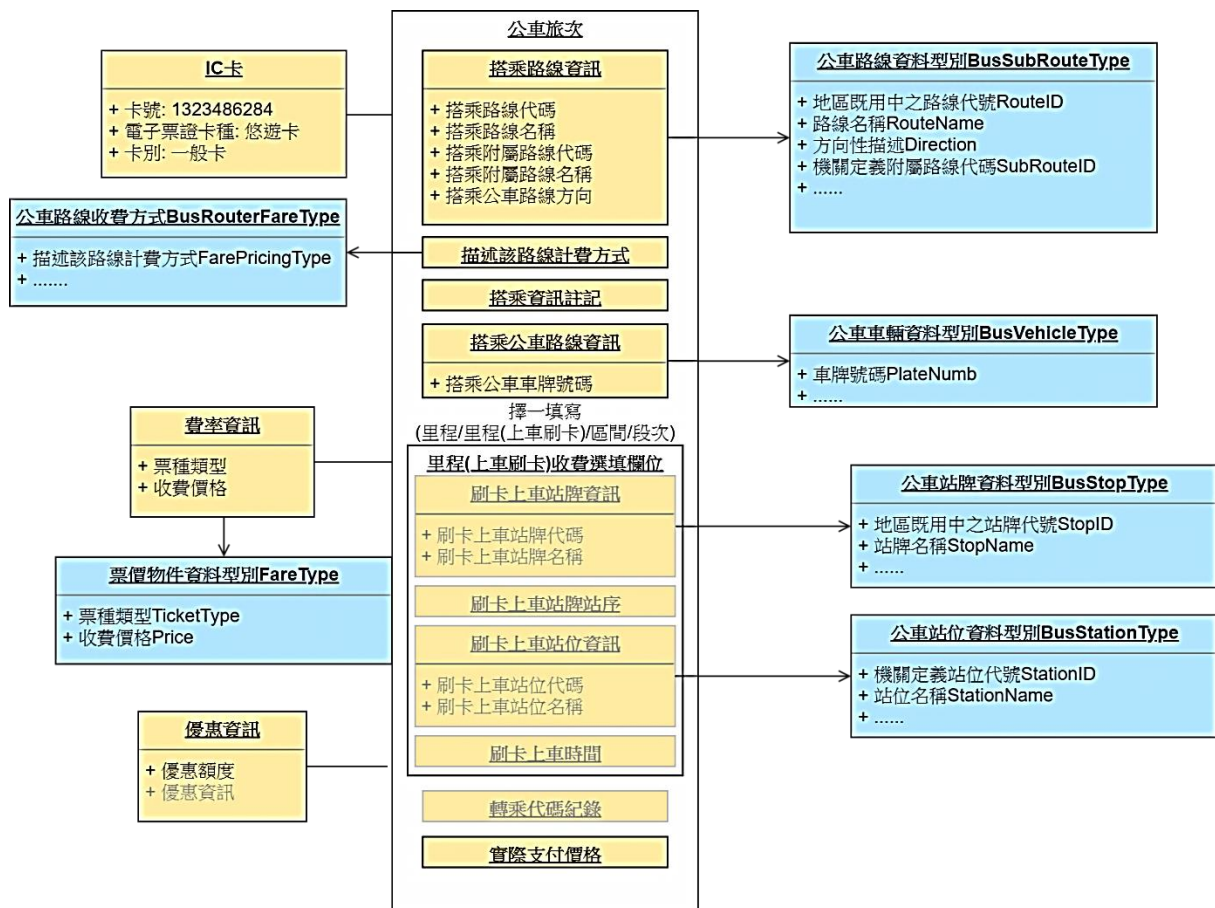 公車旅次
IC卡
+ 卡號: 1323486284
+ 電子票證卡種: 悠遊卡
+ 卡別: 一般卡
搭乘路線資訊
+ 搭乘路線代碼
+ 搭乘路線名稱
+ 搭乘附屬路線代碼
+ 搭乘附屬路線名稱
+ 搭乘公車路線方向
公車路線資料型別BusSubRouteType
+ 地區既用中之路線代號RouteID
+ 路線名稱RouteName
+ 方向性描述Direction
+ 機關定義附屬路線代碼SubRouteID
+ ......
公車路線收費方式BusRouterFareType
+ 描述該路線計費方式FarePricingType
+ .......
描述該路線計費方式
搭乘資訊註記
搭乘公車路線資訊
+ 搭乘公車車牌號碼
公車車輛資料型別BusVehicleType
+ 車牌號碼PlateNumb
+ ......
擇一填寫
(里程/里程(上車刷卡)/區間/段次)
費率資訊
+ 票種類型
+ 收費價格
里程(上車刷卡)收費選填欄位
刷卡上車站牌資訊
+ 刷卡上車站牌代碼
+ 刷卡上車站牌名稱
公車站牌資料型別BusStopType
+ 地區既用中之站牌代號StopID
+ 站牌名稱StopName
+ ......
票價物件資料型別FareType
+ 票種類型TicketType
+ 收費價格Price
刷卡上車站牌站序
刷卡上車站位資訊
+ 刷卡上車站位代碼
+ 刷卡上車站位名稱
公車站位資料型別BusStationType
+ 機關定義站位代號StationID
+ 站位名稱StationName
+ ......
優惠資訊
+ 優惠額度
+ 優惠資訊
刷卡上車時間
轉乘代碼紀錄
實際支付價格